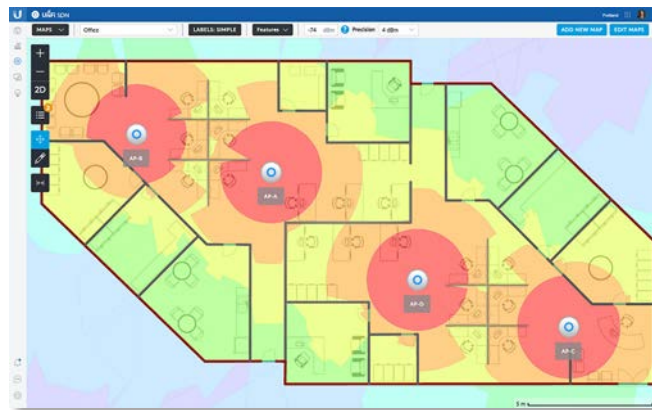 U UniFi SDN
MAPS Office LABELS: SIMPLE Features -74 dBm ? Precision 4 dBm ADD NEW MAP EDIT MAPS
+
2D
AP-B
AP-A
AP-D
AP-C
5 m